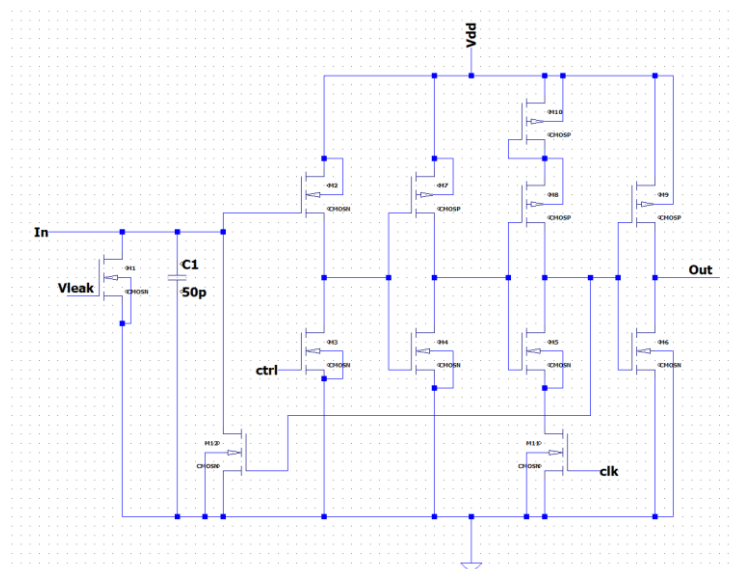 Vdd
M10
CMOSP
M2
CMOSN
M7
CMOSP
M8
CMOSP
M9
CMOSP
In
M1
CMOSN
Vleak
C1
50p
Out
M3
CMOSN
ctrl
M4
CMOSN
M5
CMOSN
M6
CMOSN
M12
CMOSN
M11
CMOSN
clk